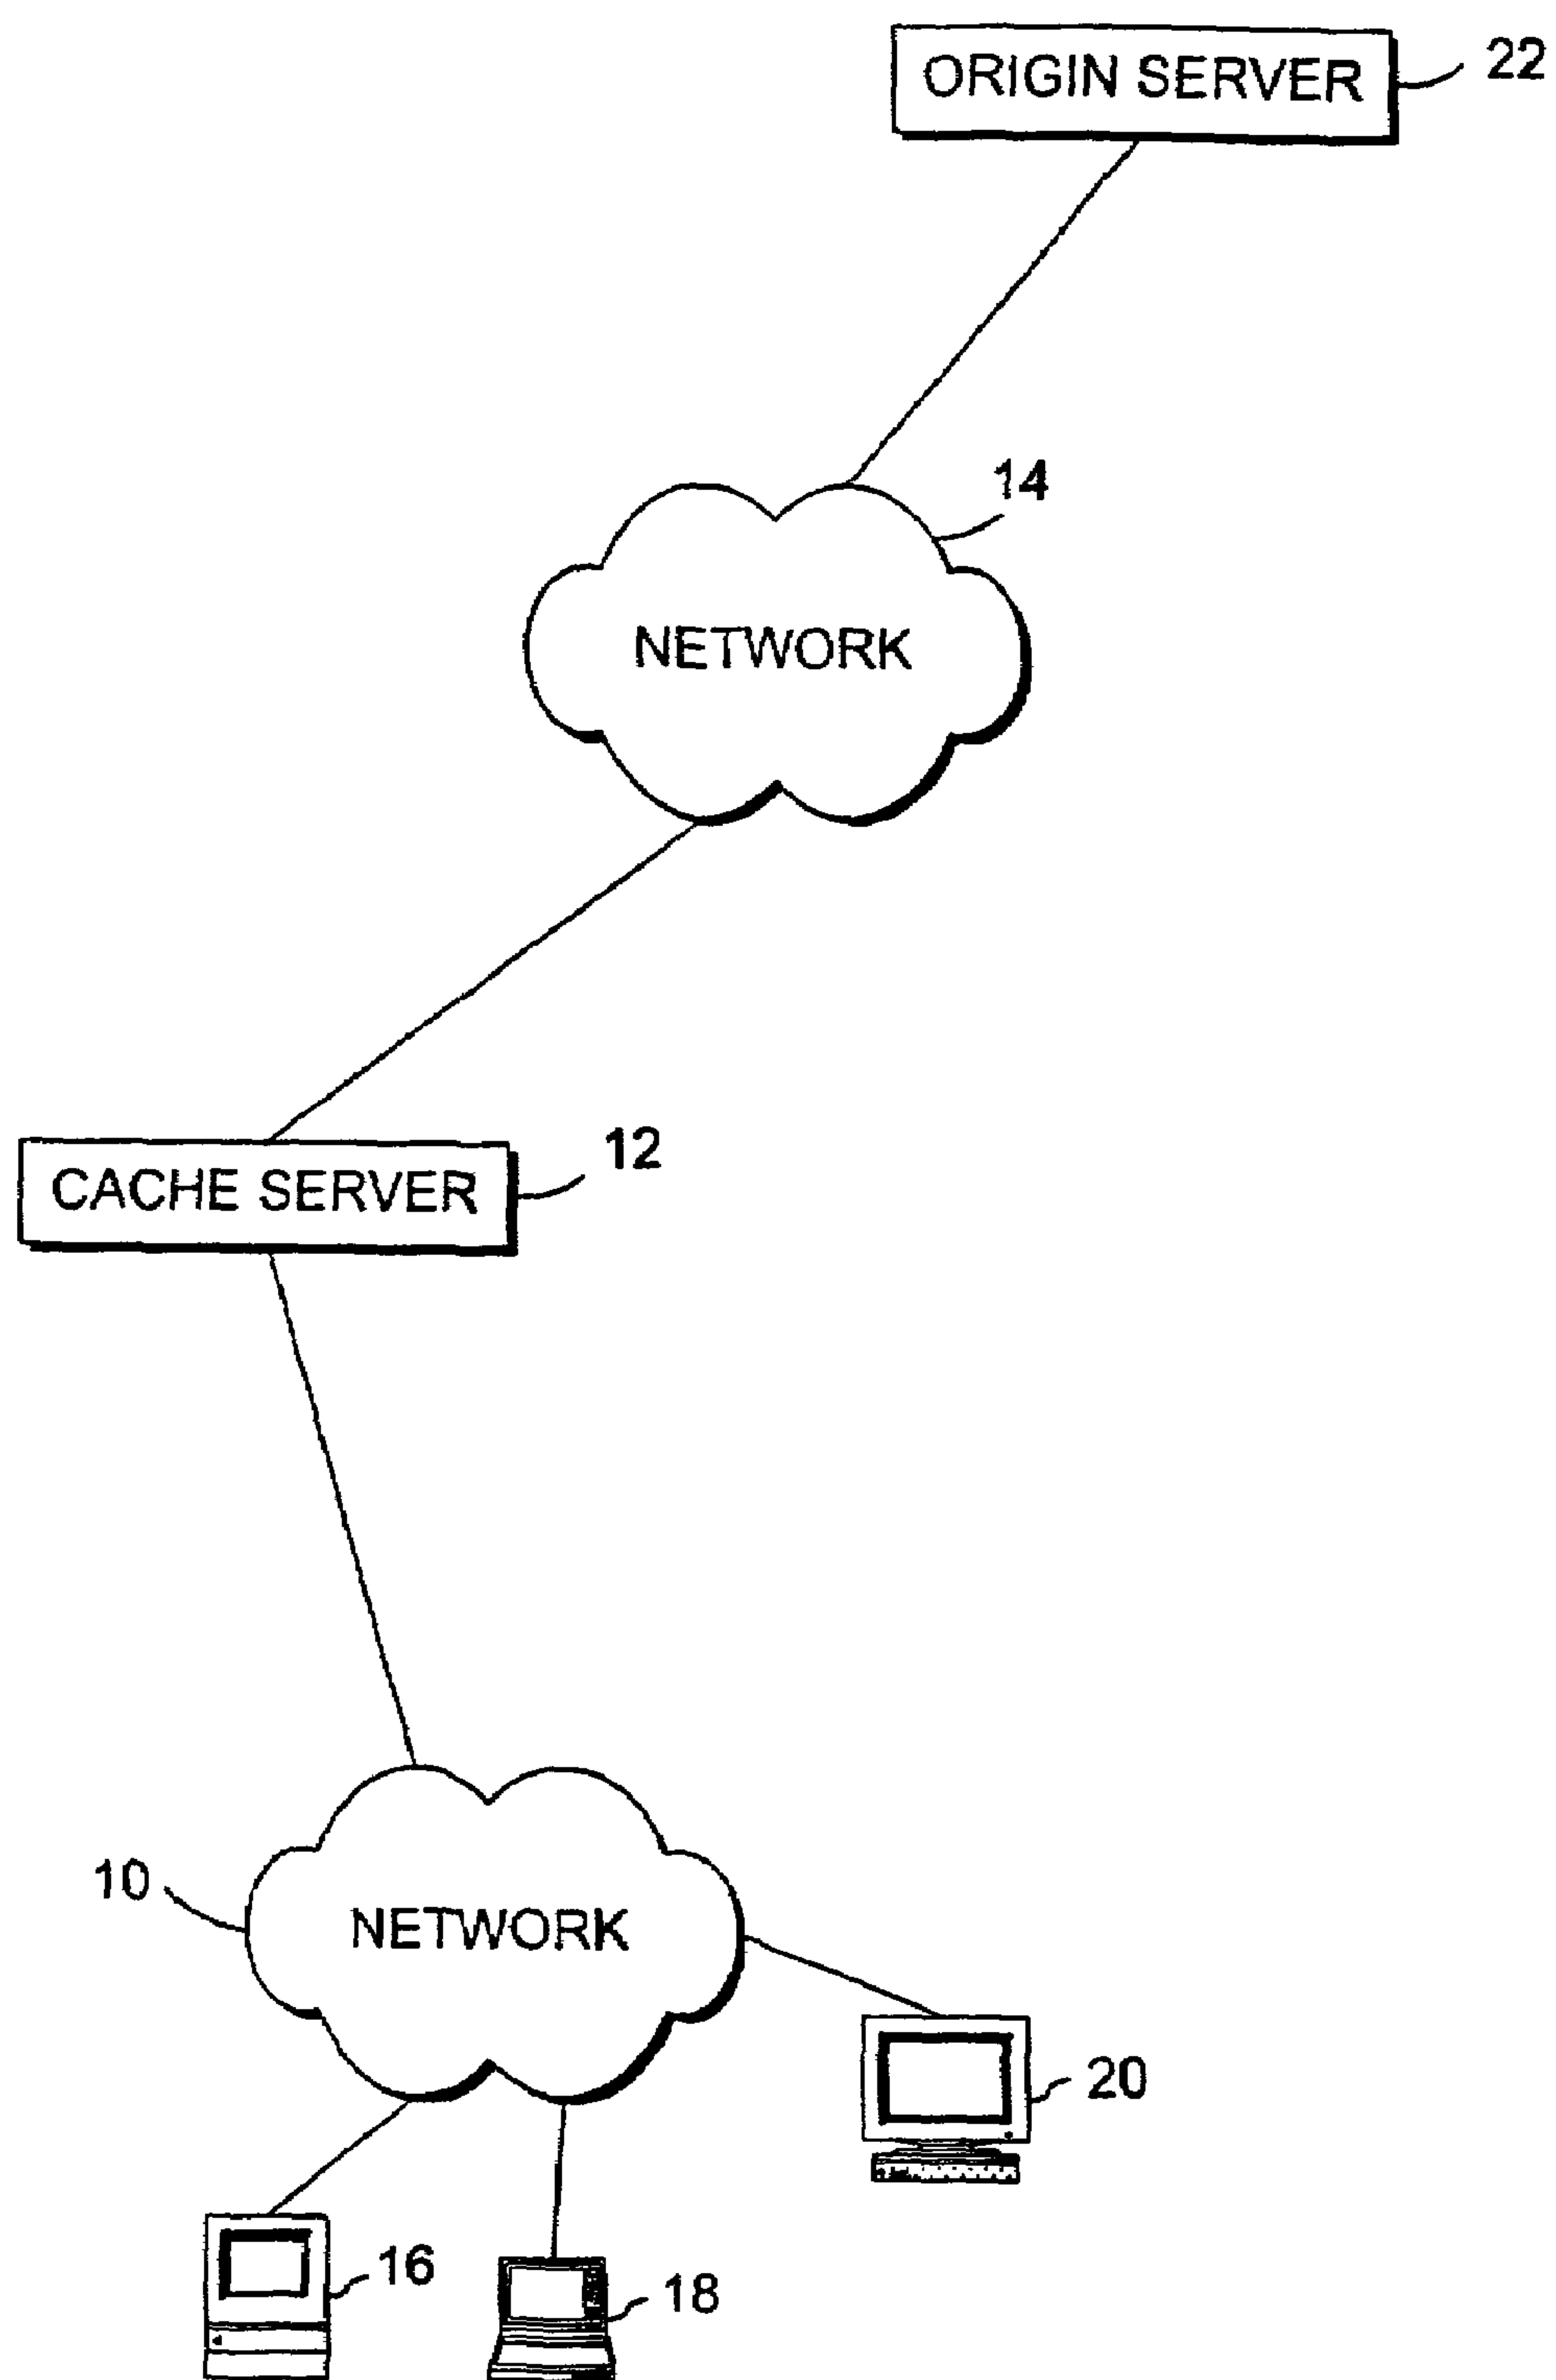 ORIGIN SERVER
22
14
NETWORK
12
CACHE SERVER
10
NETWORK
20
16
18